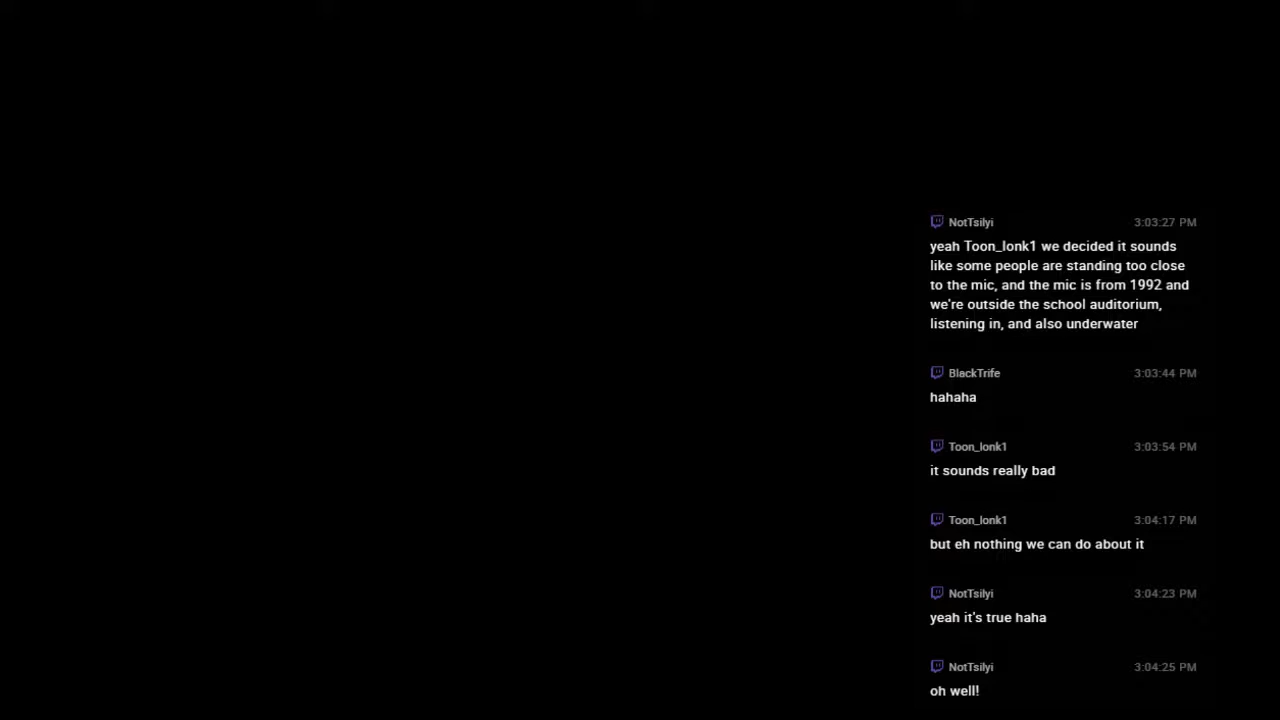 NotTsilyi 3:03:27 PM
yeah Toon_lonk1 we decided it sounds
like some people are standing too close
to the mic, and the mic is from 1992 and
we're outside the school auditorium,
listening in, and also underwater
BlackTrife 3:03:44 PM
hahaha
Toon_lonk1 3:03:54 PM
it sounds really bad
Toon_lonk1 3:04:17 PM
but eh nothing we can do about it
NotTsilyi 3:04:23 PM
yeah it's true haha
NotTsilyi 3:04:25 PM
oh well!